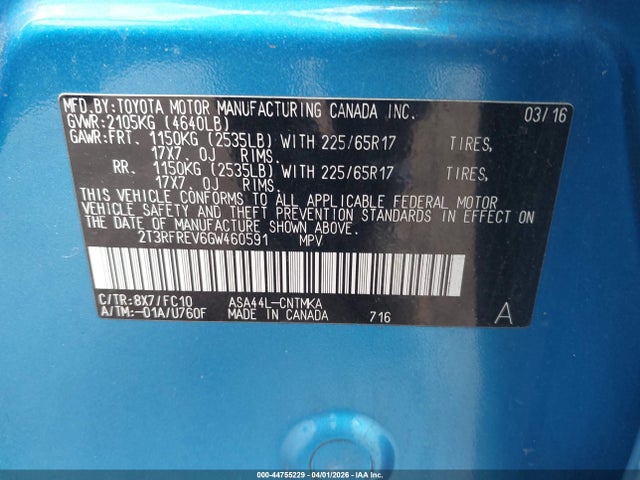 MFD.BY:TOYOTA MOTOR MANUFACTURING CANADA INC. 03/16
GVWR:2105KG (4640LB)
GAWR:FRT. 1150KG (2535LB) WITH 225/65R17 TIRES,
17X7.0J RIMS.
RR. 1150KG (2535LB) WITH 225/65R17 TIRES,
17X7.0J RIMS.
THIS VEHICLE CONFORMS TO ALL APPLICABLE FEDERAL MOTOR
VEHICLE SAFETY AND THEFT PREVENTION STANDARDS IN EFFECT
ON THE DATE OF MANUFACTURE SHOWN ABOVE.
2T3RFREV6GW460591 MPV
C/TR:8X7/FC10 ASA44L-CNTMKA
A/TM:-01A/U760F MADE IN CANADA 716 A
000-44755229 - 04/01/2026 - IAAI.COM